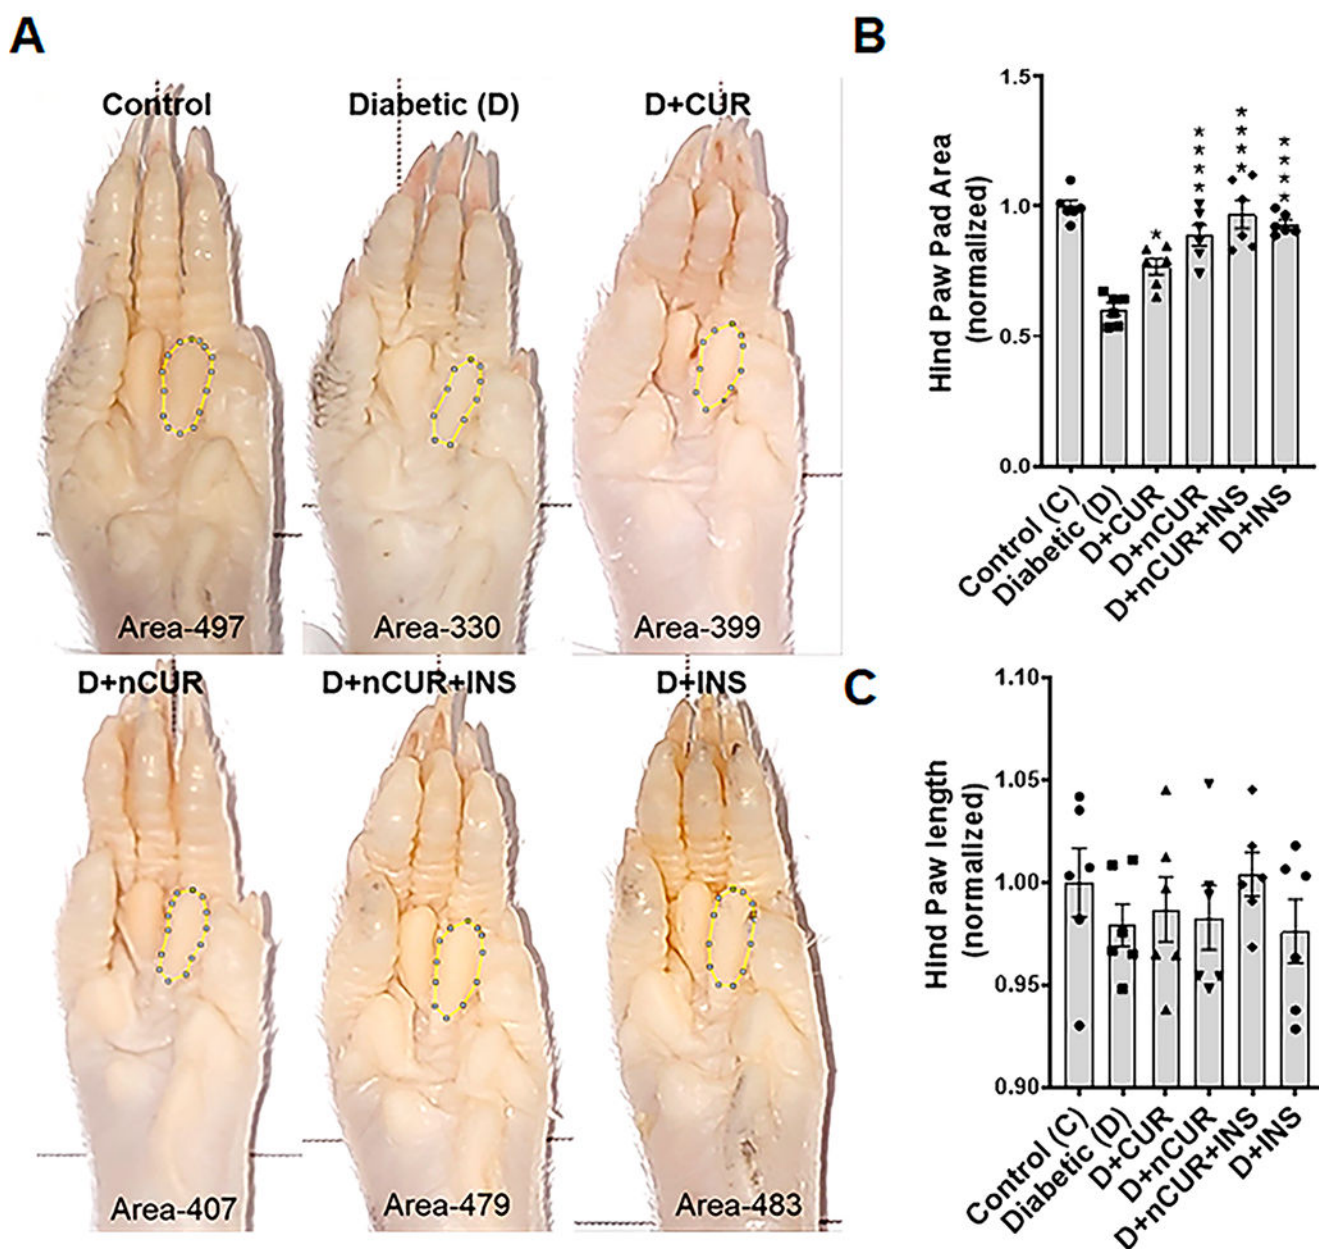 A
Control
Diabetic (D)
D+CUR
Area-497
Area-330
Area-399
D+nCUR
D+nCUR+INS
D+INS
Area-407
Area-479
Area-483
B
Hind Paw Pad Area
(normalized)
1.5
1.0
0.5
0.0
*
*****
****
****
Control (C)
Diabetic (D)
D+CUR
D+nCUR
D+nCUR+INS
D+INS
C
Hind Paw length
(normalized)
1.10
1.05
1.00
0.95
0.90
Control (C)
Diabetic (D)
D+CUR
D+nCUR
D+nCUR+INS
D+INS